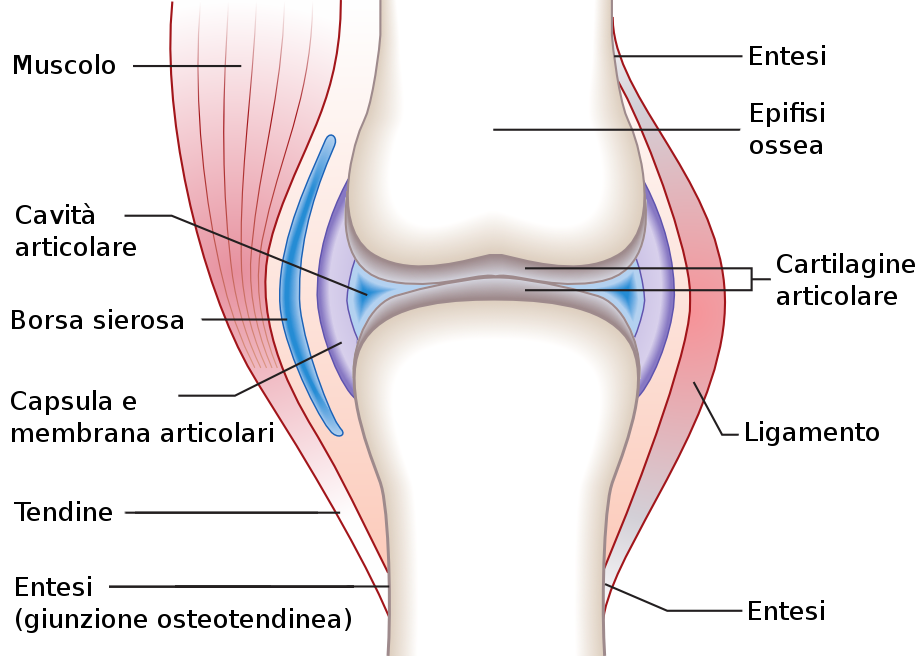 Muscolo
Cavità
articolare
Borsa sierosa
Capsula e
membrana articolari
Tendine
Entesi
(giunzione osteotendinea)
Entesi
Epifisi
ossea
Cartilagine
articolare
Ligamento
Entesi